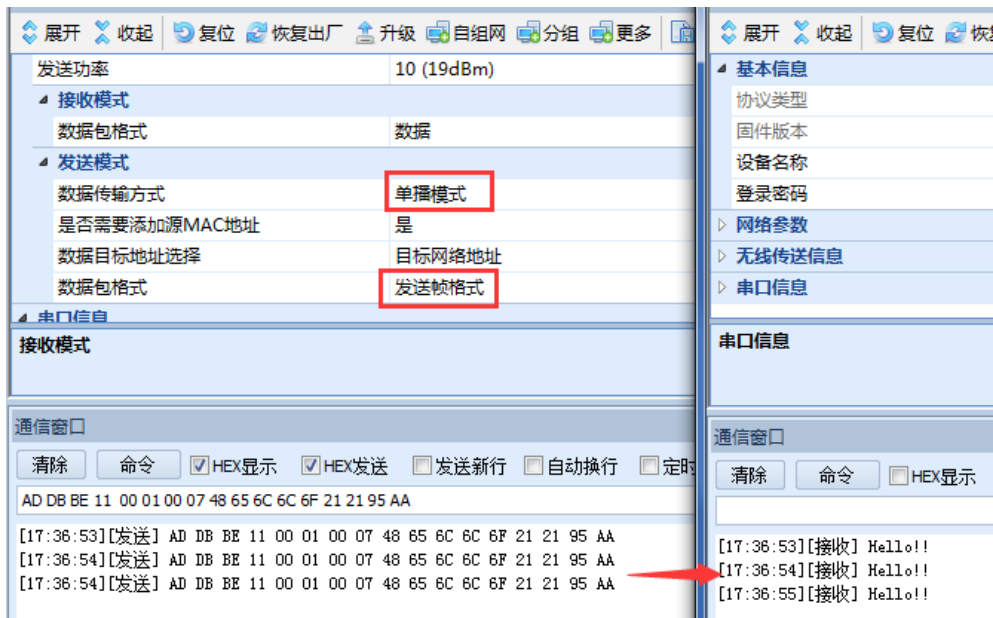 展开 收起 复位 恢复出厂 升级 自组网 分组 更多
发送功率 10 (19dBm)
接收模式
数据包格式 数据
发送模式
数据传输方式 单播模式
是否需要添加源MAC地址 是
数据目标地址选择 目标网络地址
数据包格式 发送帧格式
串口信息
接收模式
通信窗口
清除 命令 HEX显示 HEX发送 发送新行 自动换行 定时
AD DB BE 11 00 01 00 07 48 65 6C 6C 6F 21 21 95 AA
[17:36:53][发送] AD DB BE 11 00 01 00 07 48 65 6C 6C 6F 21 21 95 AA
[17:36:54][发送] AD DB BE 11 00 01 00 07 48 65 6C 6C 6F 21 21 95 AA
[17:36:54][发送] AD DB BE 11 00 01 00 07 48 65 6C 6C 6F 21 21 95 AA
展开 收起 复位 恢
基本信息
协议类型
固件版本
设备名称
登录密码
网络参数
无线传送信息
串口信息
串口信息
通信窗口
清除 命令 HEX显示
[17:36:53][接收] Hello!!
[17:36:54][接收] Hello!!
[17:36:55][接收] Hello!!